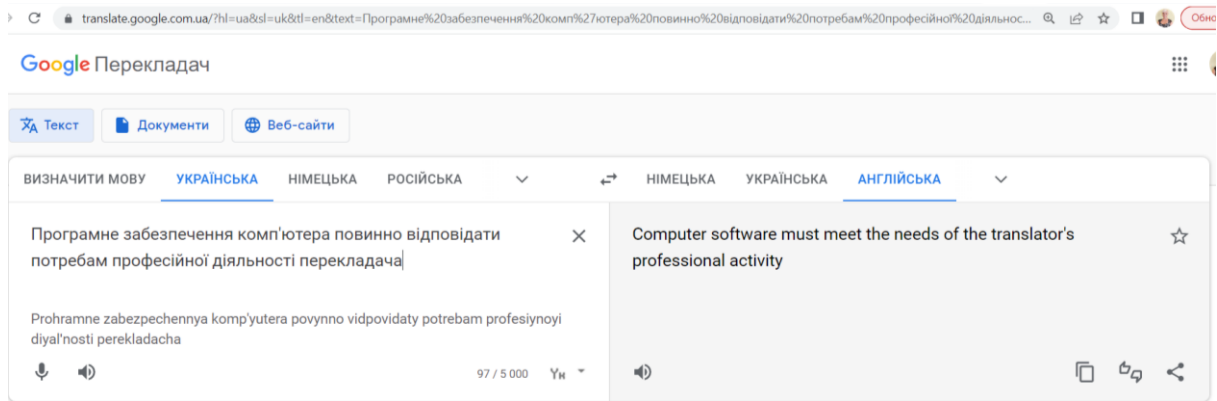 translate.google.com.ua/?hl=ua&sl=uk&tl=en&text=Програмне%20забезпечення%20комп%27ютера%20повинно%20відповідати%20потребам%20професійної%20діяльнос...
Google Перекладач
Текст Документи Веб-сайти
ВИЗНАЧИТИ МОВУ УКРАЇНСЬКА НІМЕЦЬКА РОСІЙСЬКА НІМЕЦЬКА УКРАЇНСЬКА АНГЛІЙСЬКА
Програмне забезпечення комп'ютера повинно відповідати
потребам професійної діяльності перекладача
Computer software must meet the needs of the translator's
professional activity
Prohramne zabezpechennya komp'yutera povynno vidpovidaty potrebam profesiynoyi
diyal'nosti perekladacha
97 / 5 000